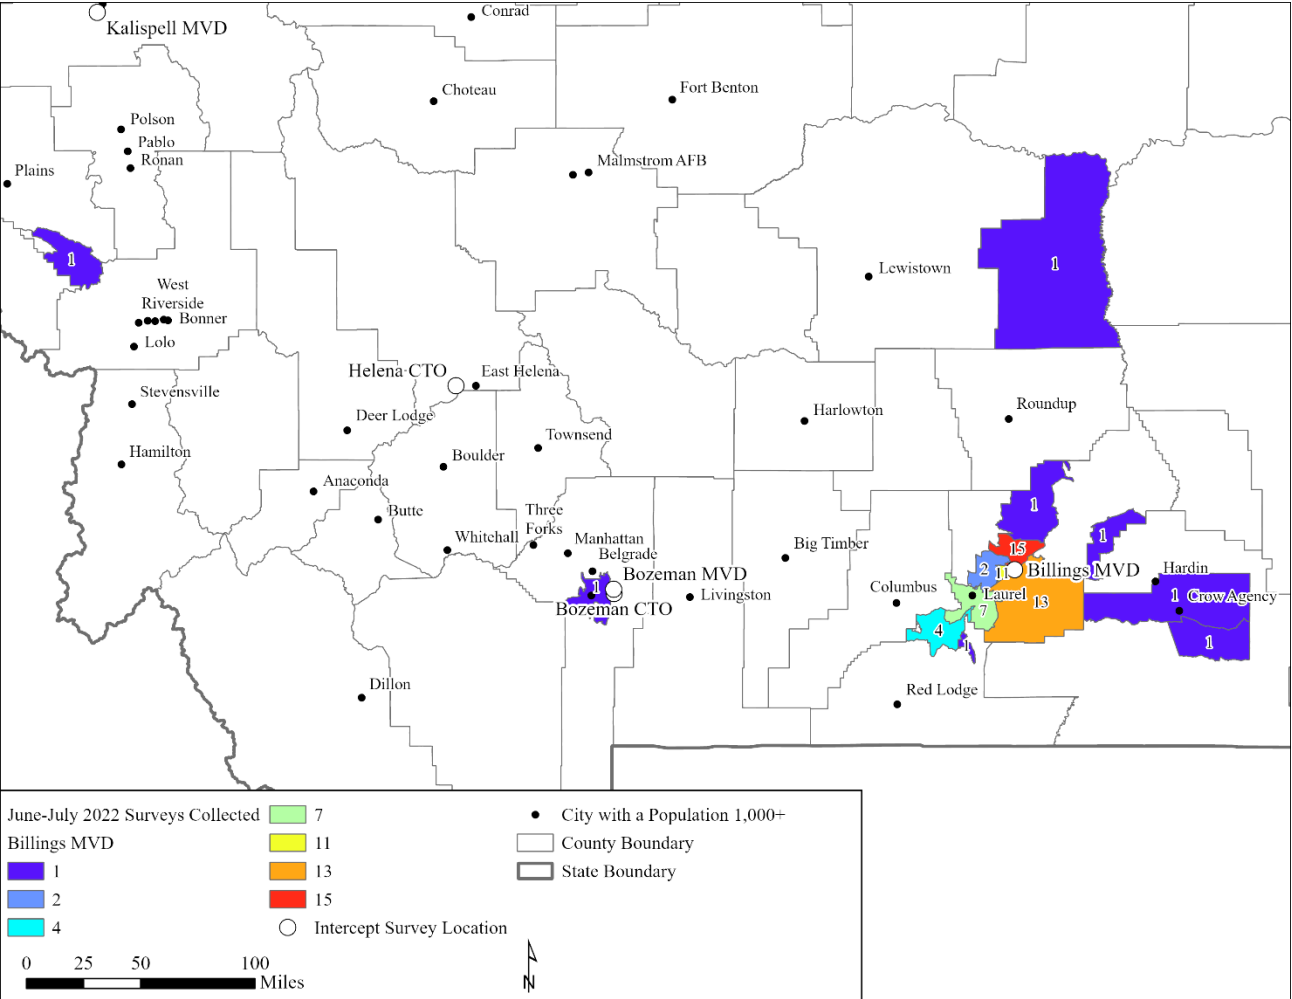 Conrad
Kalispell MVD
Choteau
Fort Benton
Polson
Pablo
Ronan
Malmstrom AFB
Plains
1
1
Lewistown
West
Riverside
Bonner
Lolo
Helena CTO
East Helena
Stevensville
Deer Lodge
Harlowton
Roundup
Townsend
Hamilton
Boulder
Anaconda
Butte
Three
Forks
1
Whitchall
Manhattan
Belgrade
Big Timber
15
1
2
11
Billings MVD
Hardin
Bozeman MVD
1
Columbus
Laurel
Livingston
13
1
Crow Agency
Bozeman CTO
7
4
1
1
Dillon
Red Lodge
June-July 2022 Surveys Collected
Billings MVD
1
2
4
7
11
13
15
Intercept Survey Location
City with a Population 1,000+
County Boundary
State Boundary
0 25 50 100
Miles
N